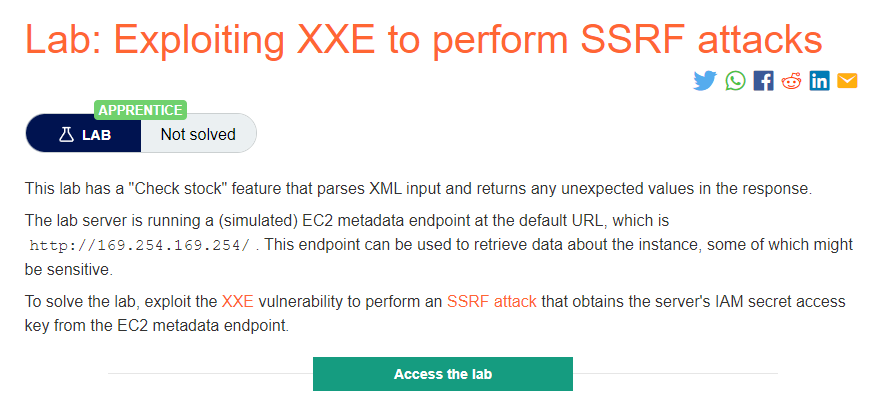 Lab: Exploiting XXE to perform SSRF attacks
APPRENTICE
LAB Not solved
This lab has a "Check stock" feature that parses XML input and returns any unexpected values in the response.
The lab server is running a (simulated) EC2 metadata endpoint at the default URL, which is
http://169.254.169.254/ . This endpoint can be used to retrieve data about the instance, some of which might
be sensitive.
To solve the lab, exploit the XXE vulnerability to perform an SSRF attack that obtains the server's IAM secret access
key from the EC2 metadata endpoint.
Access the lab